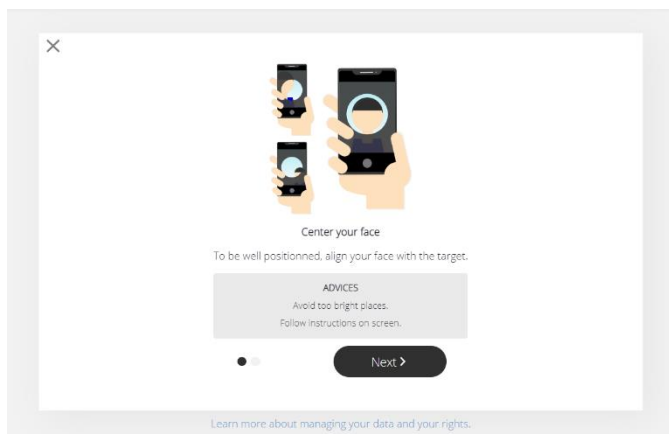 Center your face
To be well positionned, align your face with the target.
ADVICES
Avoid too bright places.
Follow instructions on screen.
Next >
Learn more about managing your data and your rights.